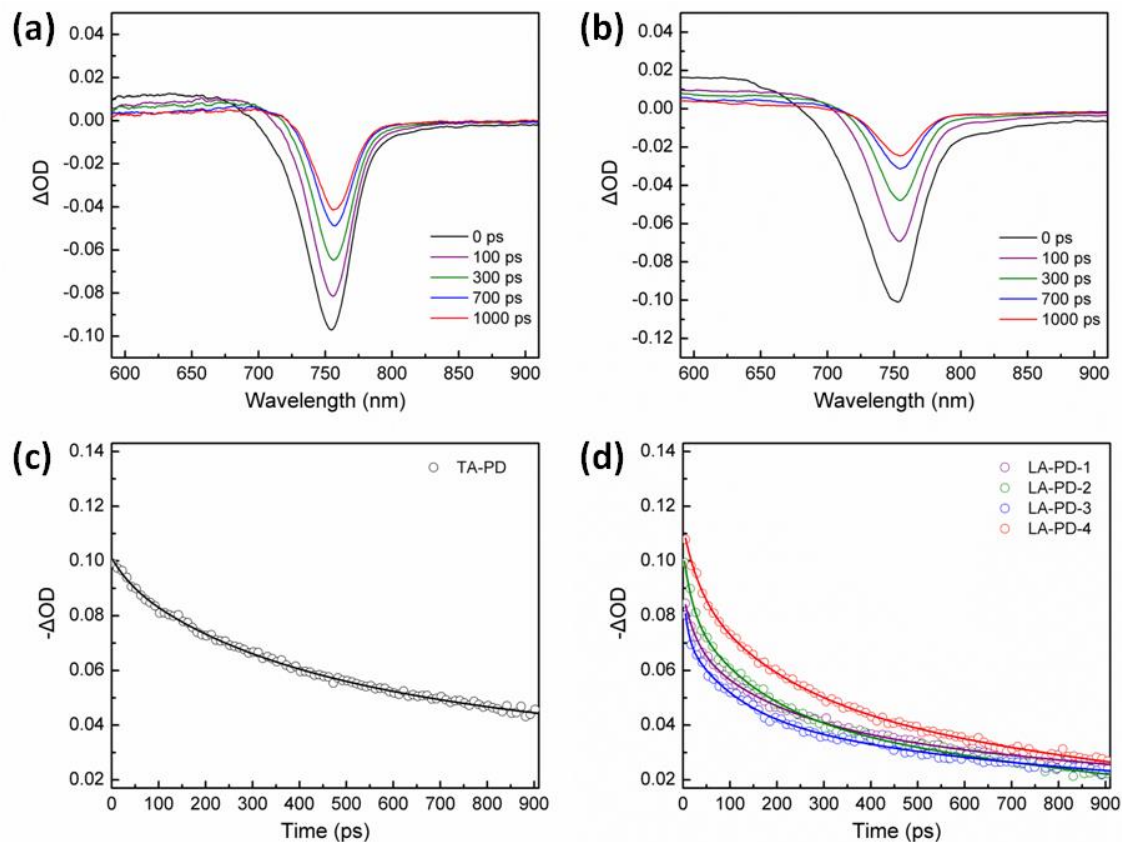 (a)
0.04
0.02
0.00
-0.02
-0.04
-0.06
-0.08
-0.10
ΔOD
0 ps
100 ps
300 ps
700 ps
1000 ps
600 650 700 750 800 850 900
Wavelength (nm)
(b)
0.04
0.02
0.00
-0.02
-0.04
-0.06
-0.08
-0.10
-0.12
ΔOD
0 ps
100 ps
300 ps
700 ps
1000 ps
600 650 700 750 800 850 900
Wavelength (nm)
(c)
0.14
0.12
0.10
0.08
0.06
0.04
0.02
-ΔOD
TA-PD
0 100 200 300 400 500 600 700 800 900
Time (ps)
(d)
0.14
0.12
0.10
0.08
0.06
0.04
0.02
-ΔOD
LA-PD-1
LA-PD-2
LA-PD-3
LA-PD-4
0 100 200 300 400 500 600 700 800 900
Time (ps)